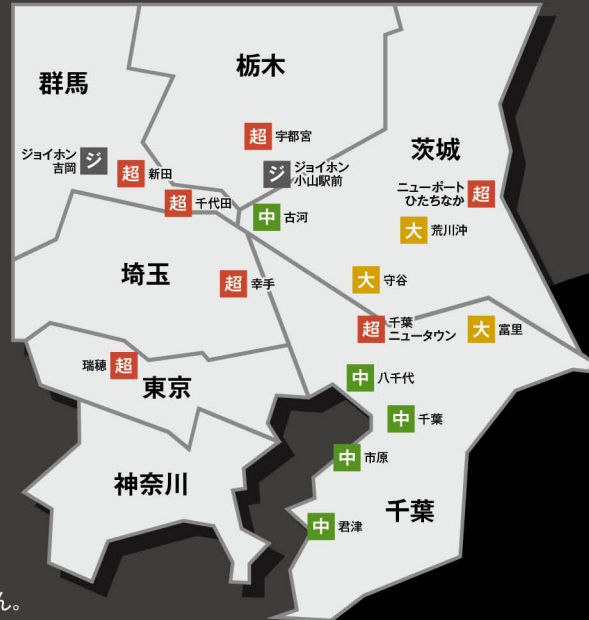 群馬
栃木
茨城
超 宇都宮
ジョイホン
吉岡
ジ
超 新田
ジ
ジョイホン
小山駅前
ニューポート
ひたちなか
超
超 千代田
中 古河
大 荒川沖
埼玉
超 幸手
大 守谷
超
千葉
ニュータウン
大 富里
瑞穂 超
東京
中 八千代
中 千葉
中 市原
神奈川
千葉
中 君津
ん。